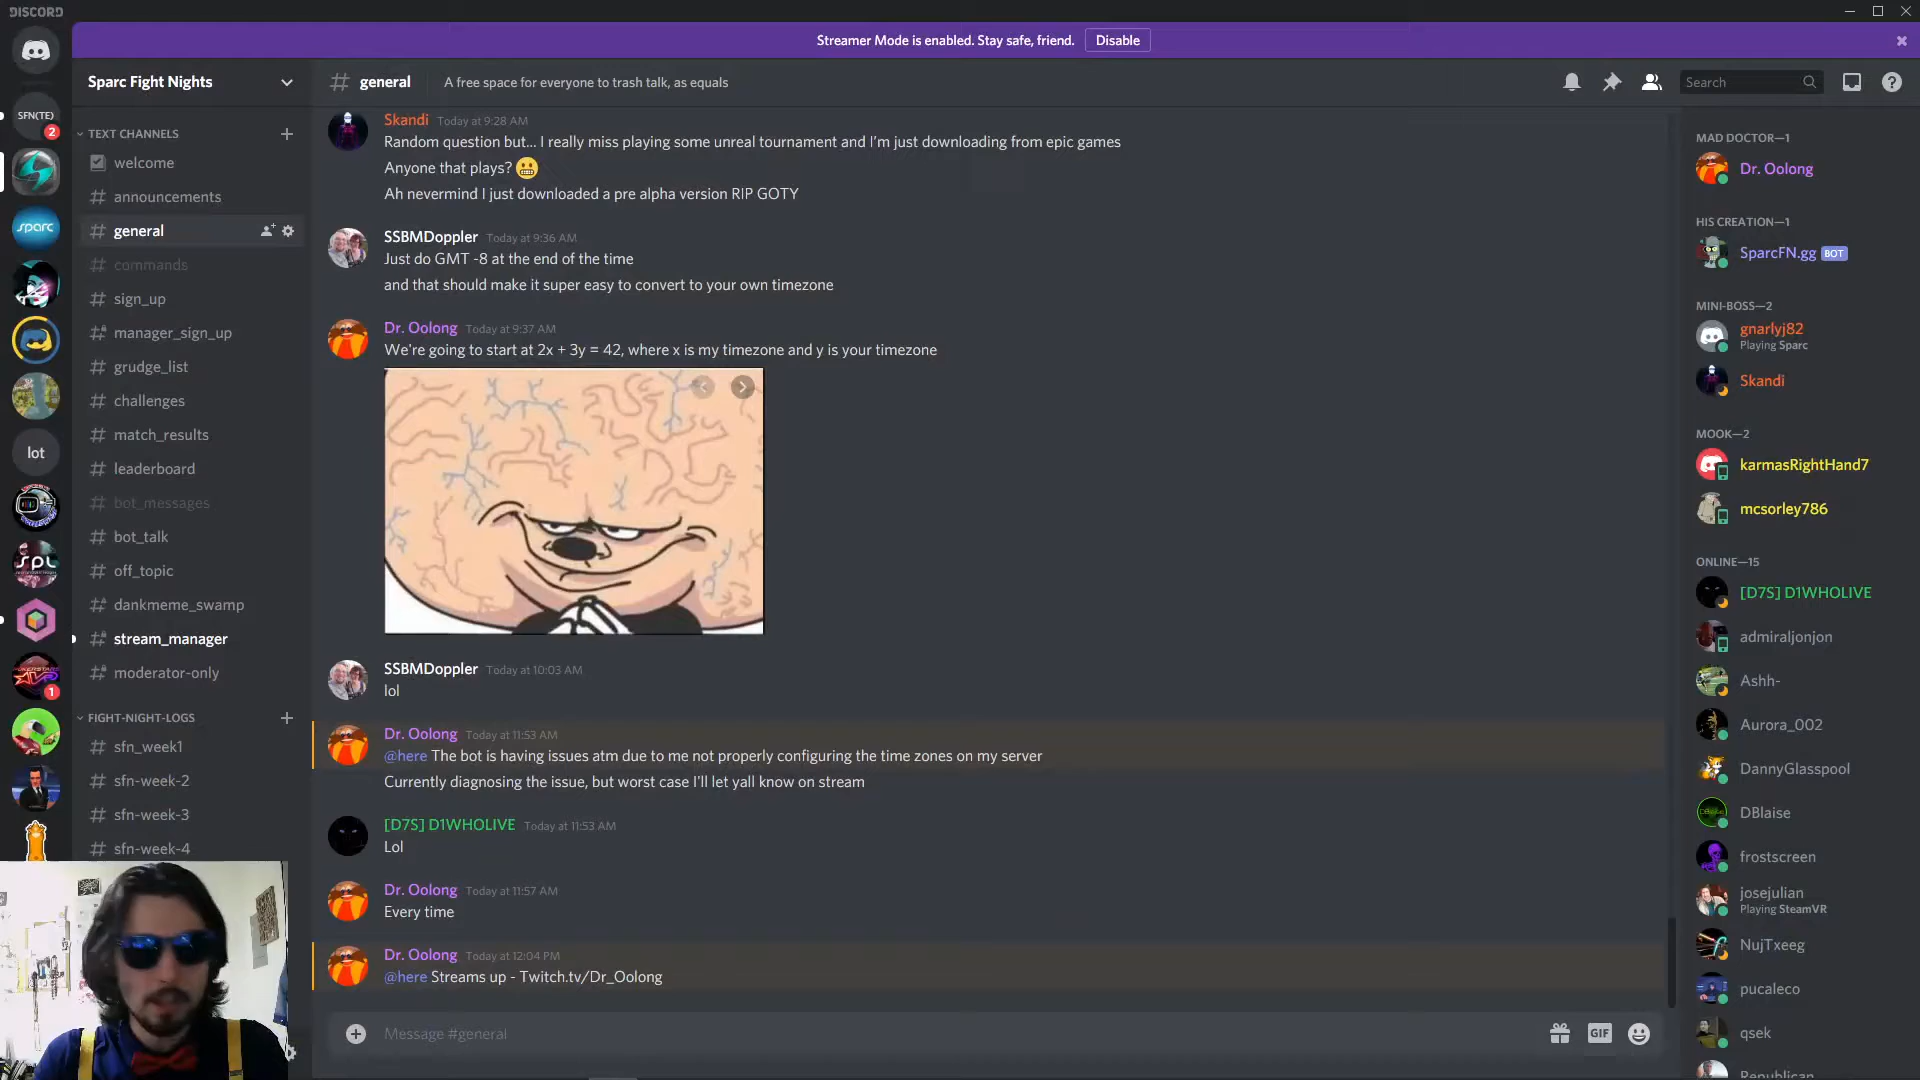 DISCORD
Streamer Mode is enabled. Stay safe, friend.
Disable
SFN(TE)
2
sparc
lot
SPL
1
Sparc Fight Nights
TEXT CHANNELS
welcome
announcements
general
commands
sign_up
manager_sign_up
grudge_list
challenges
match_results
leaderboard
bot_messages
bot_talk
off_topic
dankmeme_swamp
stream_manager
moderator-only
FIGHT-NIGHT-LOGS
sfn_week1
sfn-week-2
sfn-week-3
sfn-week-4
general
A free space for everyone to trash talk, as equals
Search
Skandi Today at 9:28 AM
Random question but... I really miss playing some unreal tournament and I'm just downloading from epic games
Anyone that plays? 😬
Ah nevermind I just downloaded a pre alpha version RIP GOTY
SSBMDoppler Today at 9:36 AM
Just do GMT -8 at the end of the time
and that should make it super easy to convert to your own timezone
Dr. Oolong Today at 9:37 AM
We're going to start at 2x + 3y = 42, where x is my timezone and y is your timezone
SSBMDoppler Today at 10:03 AM
lol
Dr. Oolong Today at 11:53 AM
@here The bot is having issues atm due to me not properly configuring the time zones on my server
Currently diagnosing the issue, but worst case I'll let yall know on stream
[D7S] D1WHOLIVE Today at 11:53 AM
Lol
Dr. Oolong Today at 11:57 AM
Every time
Dr. Oolong Today at 12:04 PM
@here Streams up - Twitch.tv/Dr_Oolong
Message #general
GIF
MAD DOCTOR—1
Dr. Oolong
HIS CREATION—1
SparcFN.gg BOT
MINI-BOSS—2
gnarlyj82
Playing Sparc
Skandi
MOOK—2
karmasRightHand7
mcsorley786
ONLINE—15
[D7S] D1WHOLIVE
admiraljonjon
Ashh-
Aurora_002
DannyGlasspool
DBlaise
frostscreen
josejulian
Playing SteamVR
NujTxeeg
pucaleco
qsek
Republican